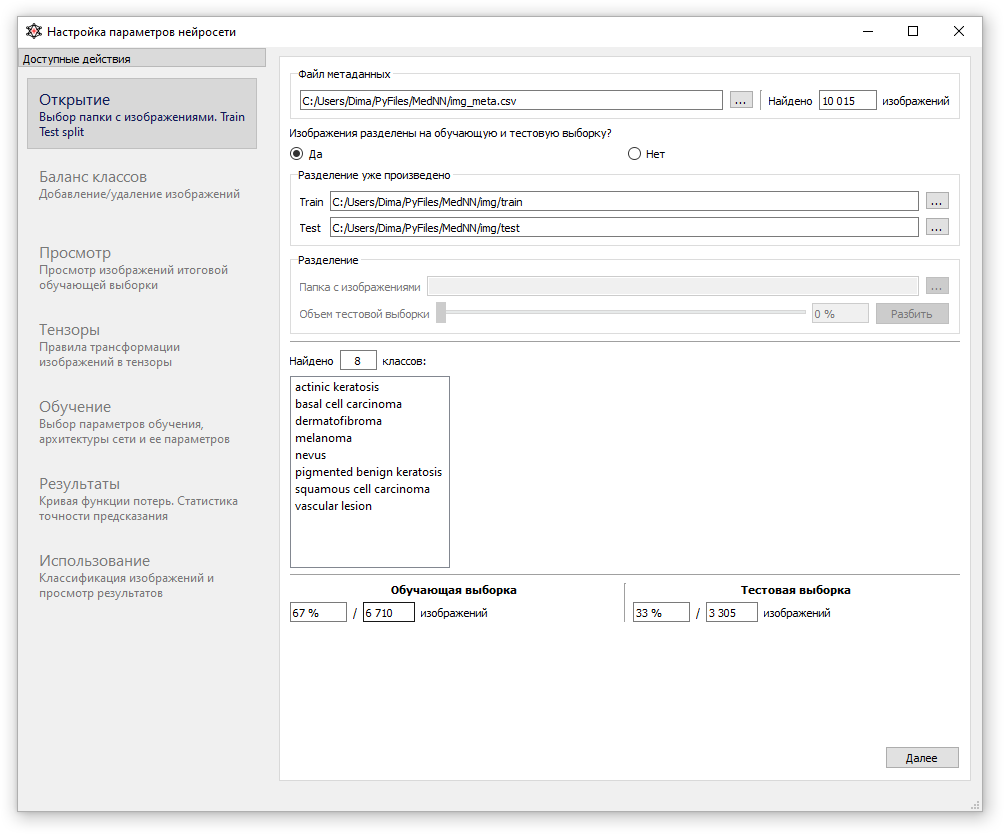 Настройка параметров нейросети
Доступные действия
Открытие
Выбор папки с изображениями. Train
Test split
Баланс классов
Добавление/удаление изображений
Просмотр
Просмотр изображений итоговой
обучающей выборки
Тензоры
Правила трансформации
изображений в тензоры
Обучение
Выбор параметров обучения,
архитектуры сети и ее параметров
Результаты
Кривая функции потерь. Статистика
точности предсказания
Использование
Классификация изображений и
просмотр результатов
Файл метаданных
C:/Users/Dima/PyFiles/MedNN/img_meta.csv ... Найдено 10 015 изображений
Изображения разделены на обучающую и тестовую выборку?
Да Нет
Разделение уже произведено
Train C:/Users/Dima/PyFiles/MedNN/img/train ...
Test C:/Users/Dima/PyFiles/MedNN/img/test ...
Разделение
Папка с изображениями ...
Объем тестовой выборки 0 % Разбить
Найдено 8 классов:
actinic keratosis
basal cell carcinoma
dermatofibroma
melanoma
nevus
pigmented benign keratosis
squamous cell carcinoma
vascular lesion
Обучающая выборка Тестовая выборка
67 % / 6 710 изображений 33 % / 3 305 изображений
Далее